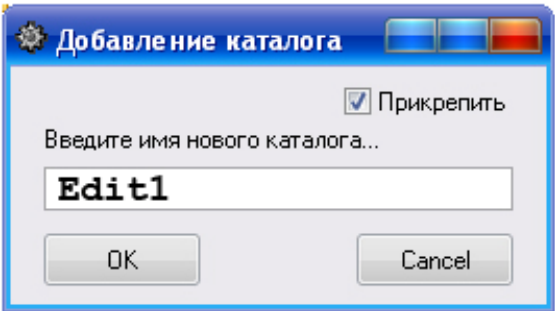 Добавление каталога
Прикрепить
Введите имя нового каталога...
Edit1
OK Cancel